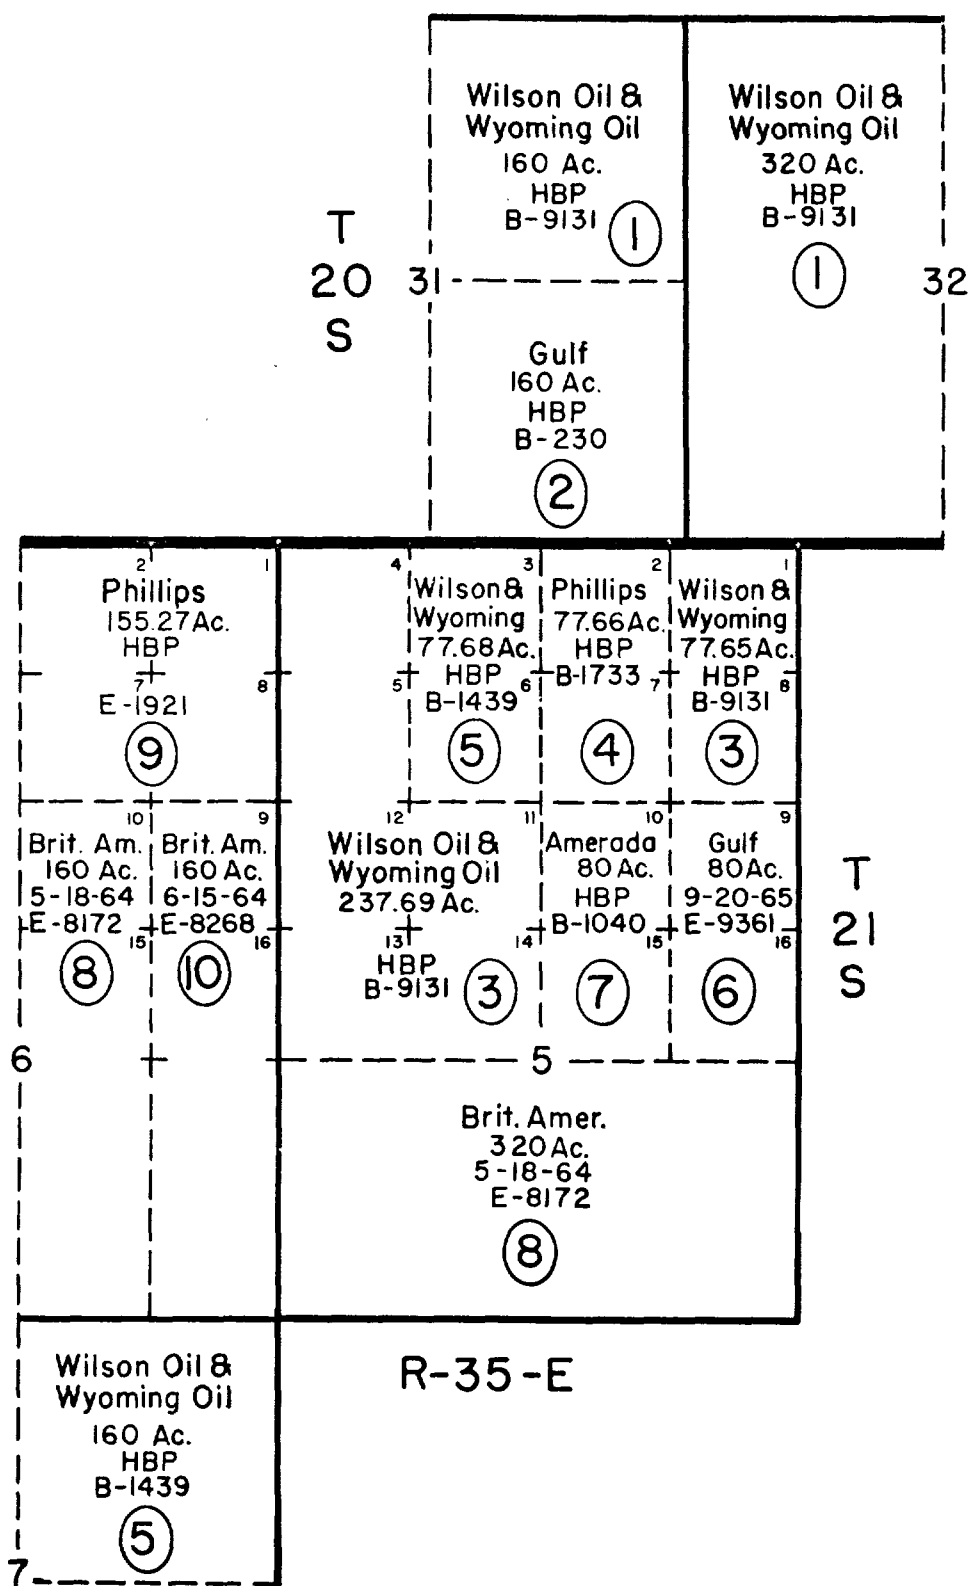 Wilson Oil &
Wyoming Oil
160 Ac.
HBP
B-9131
1
Wilson Oil &
Wyoming Oil
320 Ac.
HBP
B-9131
1
T
20
S
31
32
Gulf
160 Ac.
HBP
B-230
2
2
1
4
3
2
1
Phillips
155.27 Ac.
HBP
7
8
E-1921
9
Wilson &
Wyoming
77.68 Ac.
HBP
5
6
B-1439
5
Phillips
77.66 Ac.
HBP
B-1733
7
4
Wilson &
Wyoming
77.65 Ac.
HBP
8
B-9131
3
10
9
12
11
10
9
Brit. Am.
160 Ac.
5-18-64
E-8172
15
8
Brit. Am.
160 Ac.
6-15-64
E-8268
16
10
Wilson Oil &
Wyoming Oil
237.69 Ac.
13
14
HBP
B-9131
3
Amerada
80 Ac.
HBP
B-1040
15
7
Gulf
80 Ac.
9-20-65
E-9361
16
6
T
21
S
6
5
Brit. Amer.
320 Ac.
5-18-64
E-8172
8
R-35-E
Wilson Oil &
Wyoming Oil
160 Ac.
HBP
B-1439
5
7